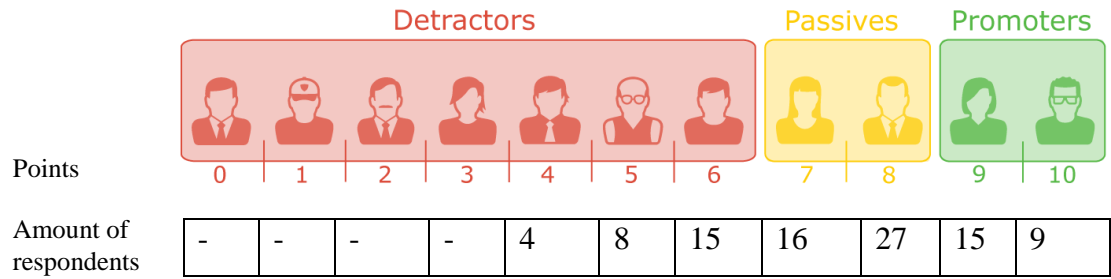 Detractors Passives Promoters
Points 0 1 2 3 4 5 6 7 8 9 10
Amount of
respondents
- - - - 4 8 15 16 27 15 9